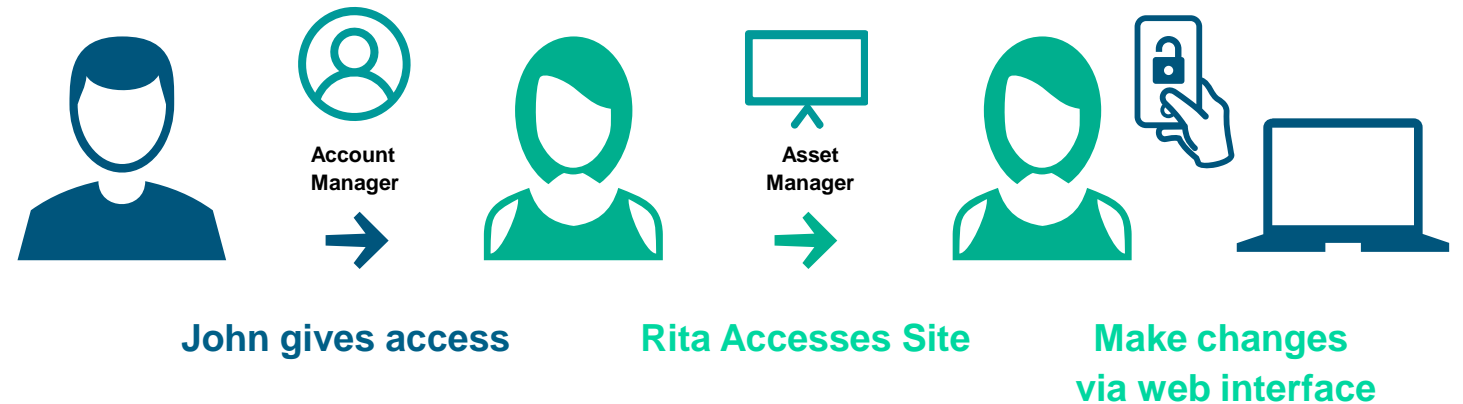 Account
Manager
Asset
Manager
John gives access
Rita Accesses Site
Make changes
via web interface